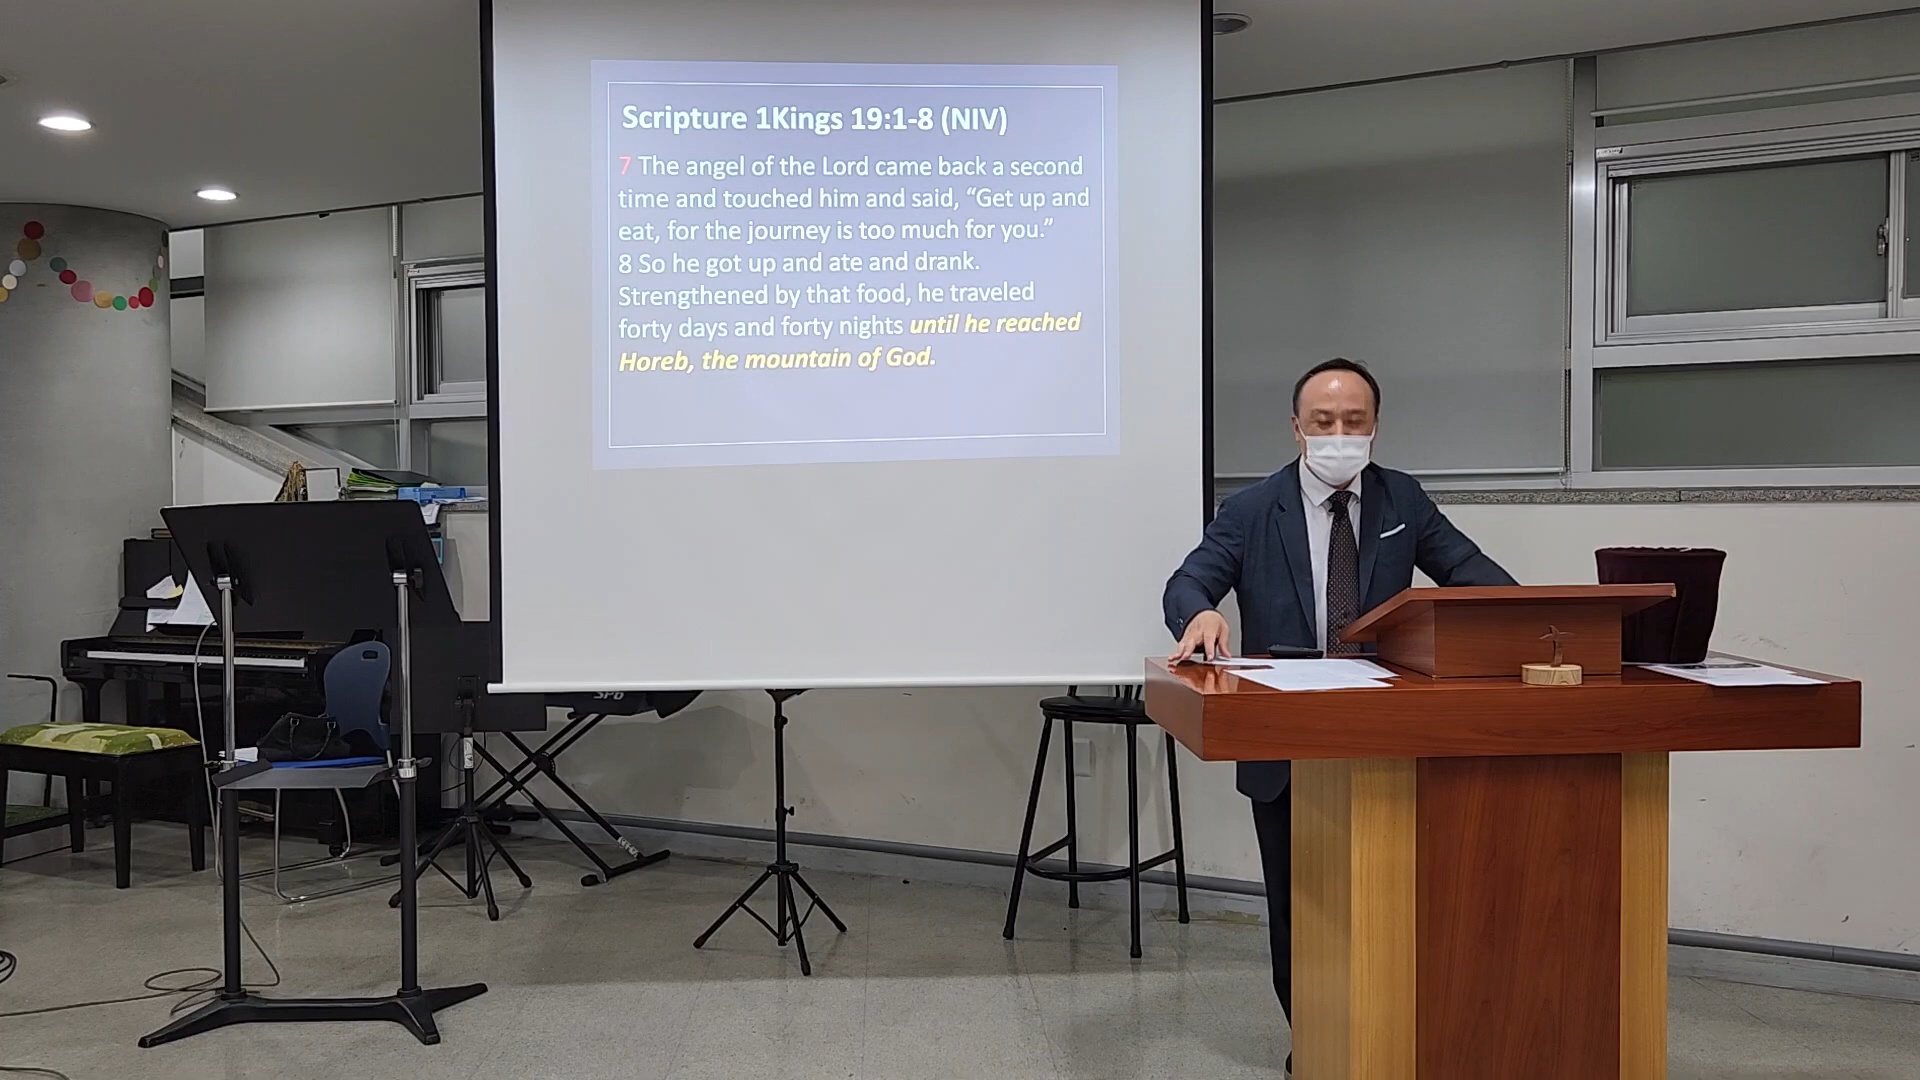 Scripture 1Kings 19:1-8 (NIV)
7 The angel of the Lord came back a second
time and touched him and said, “Get up and
eat, for the journey is too much for you.”
8 So he got up and ate and drank.
Strengthened by that food, he traveled
forty days and forty nights until he reached
Horeb, the mountain of God.